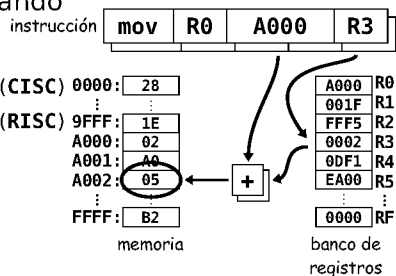 ando
instrucción mov R0 A000 R3
(CISC) 0000: 28 A000 R0
⋮ ⋮ 001F R1
(RISC) 9FFF: 1E FFF5 R2
A000: 02 0002 R3
A001: A0 0DF1 R4
A002: 05 + EA00 R5
⋮ ⋮ ⋮ ⋮
FFFF: B2 0000 RF
memoria banco de
registros